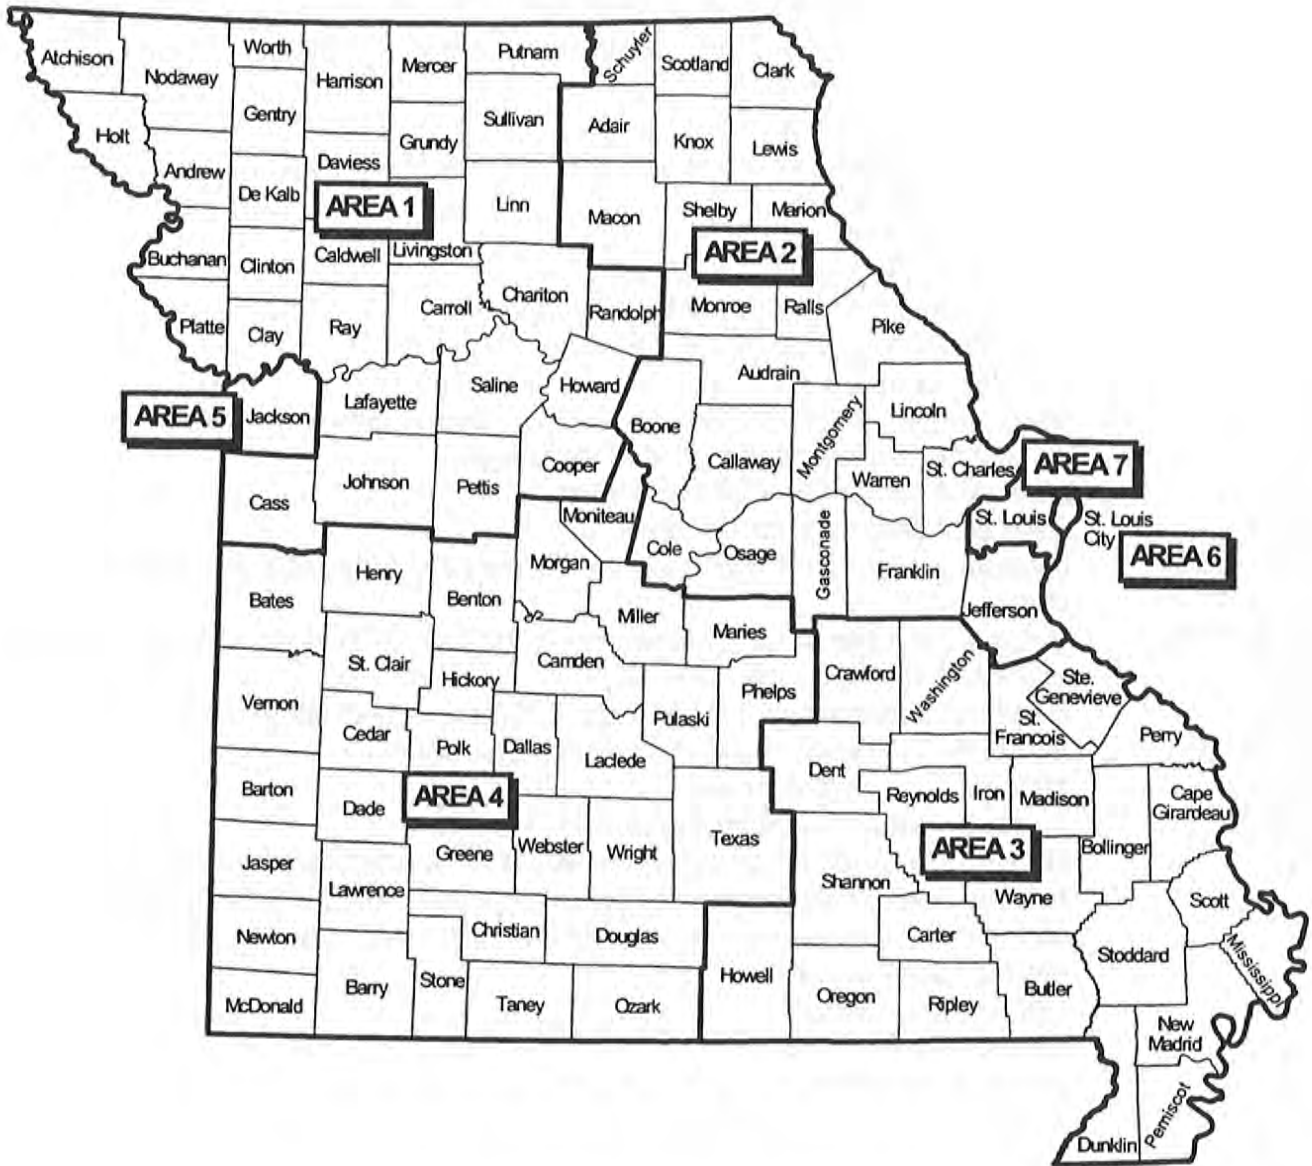 Atchison
Nodaway
Worth
Harrison
Mercer
Putnam
Schuyler
Scotland
Clark
Gentry
Sullivan
Adair
Knox
Lewis
Holt
Grundy
Andrew
De Kalb
Daviess
AREA 1
Linn
Macon
Shelby
Marion
AREA 2
Buchanan
Clinton
Caldwell
Livingston
Chariton
Randolph
Monroe
Ralls
Pike
Platte
Clay
Ray
Carroll
Audrain
Saline
Howard
Lafayette
AREA 5
Jackson
Boone
Lincoln
Montgomery
Callaway
Cooper
Warren
St. Charles
AREA 7
Johnson
Pettis
Cass
Moniteau
St. Louis
St. Louis
City
AREA 6
Cole
Osage
Gasconade
Franklin
Morgan
Henry
Bates
Benton
Miller
Jefferson
Maries
St. Clair
Camden
Hickory
Crawford
Washington
Ste.
Genevieve
Phelps
Vernon
Pulaski
St.
Francois
Perry
Cedar
Polk
Dallas
Laclede
Dent
Barton
AREA 4
Dade
Reynolds
Iron
Madison
Cape
Girardeau
Texas
Jasper
Greene
Webster
Wright
AREA 3
Bollinger
Lawrence
Shannon
Wayne
Scott
Newton
Christian
Douglas
Carter
Stoddard
Mississippi
McDonald
Barry
Stone
Taney
Ozark
Howell
Oregon
Ripley
Butler
New
Madrid
Pemiscot
Dunklin